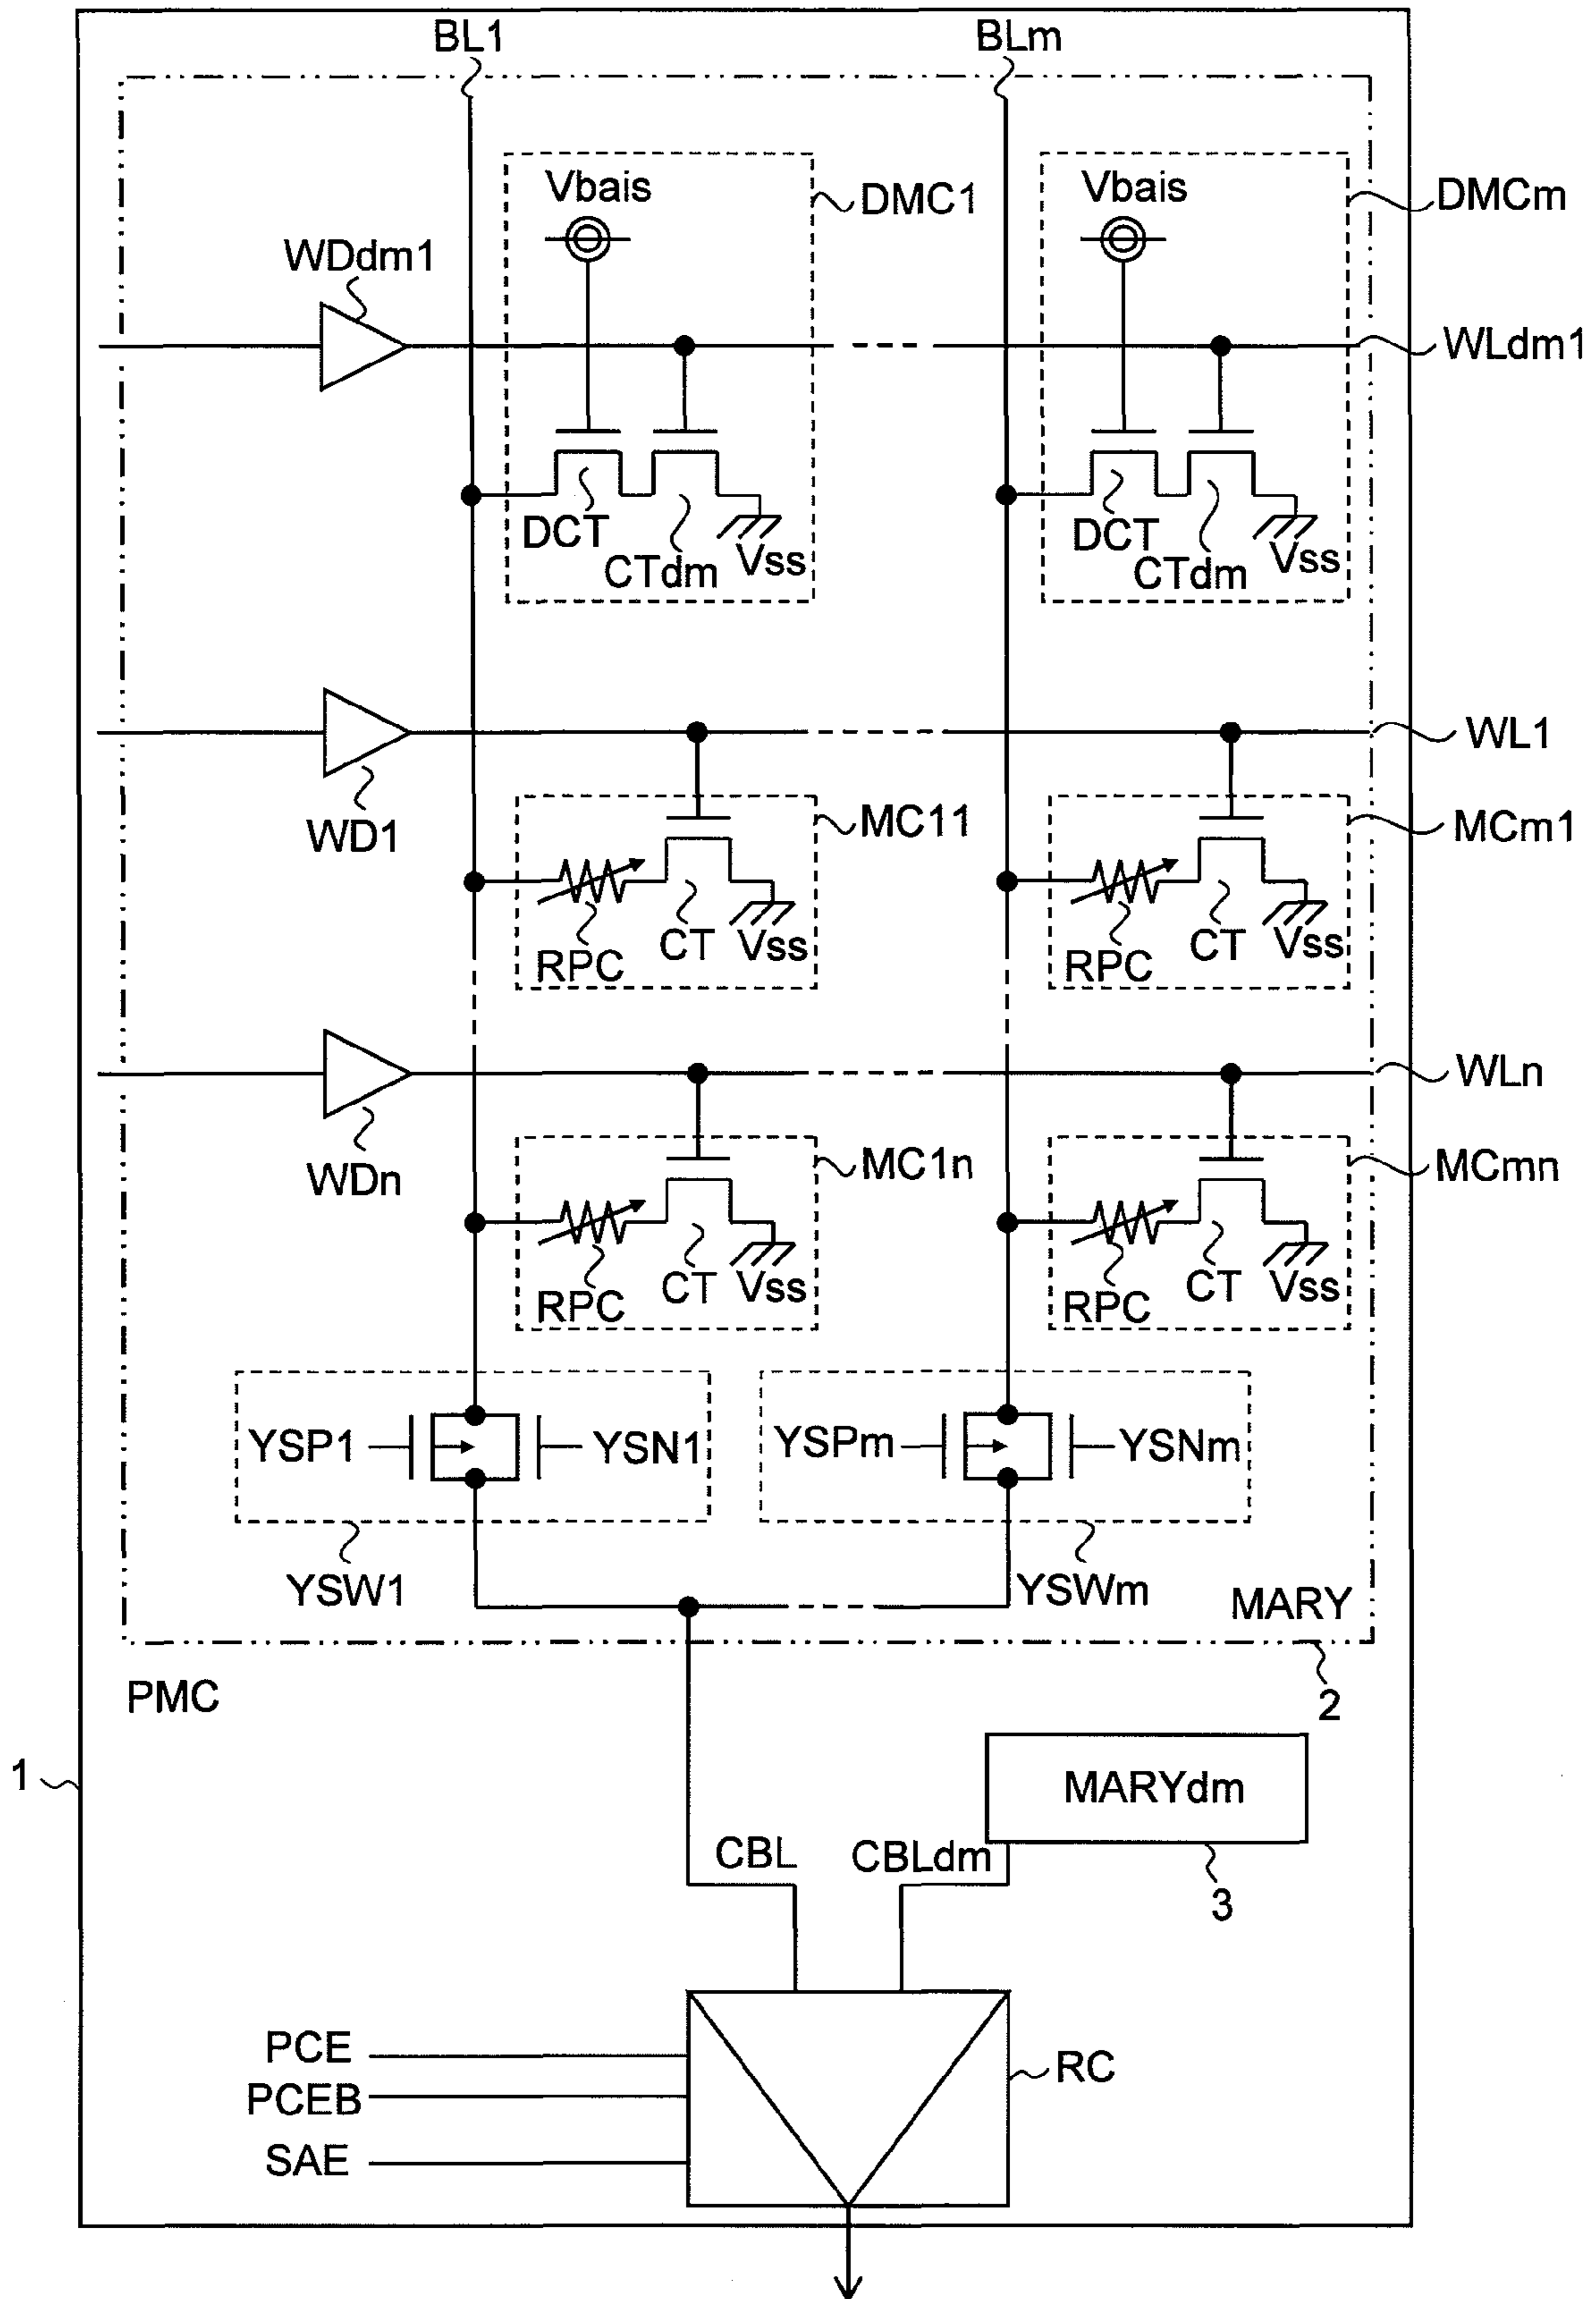 BL1 BLm
Vbais Vbais
DMC1 DMCm
WDdm1
WLdm1
DCT DCT
CTdm Vss CTdm Vss
WL1
WD1 MC11 MCm1
RPC CT Vss RPC CT Vss
WLn
WDn MC1n MCmn
RPC CT Vss RPC CT Vss
YSP1 YSN1 YSPm YSNm
YSW1 YSWm MARY
PMC 2
1 MARYdm
CBL CBLdm
3
PCE RC
PCEB
SAE